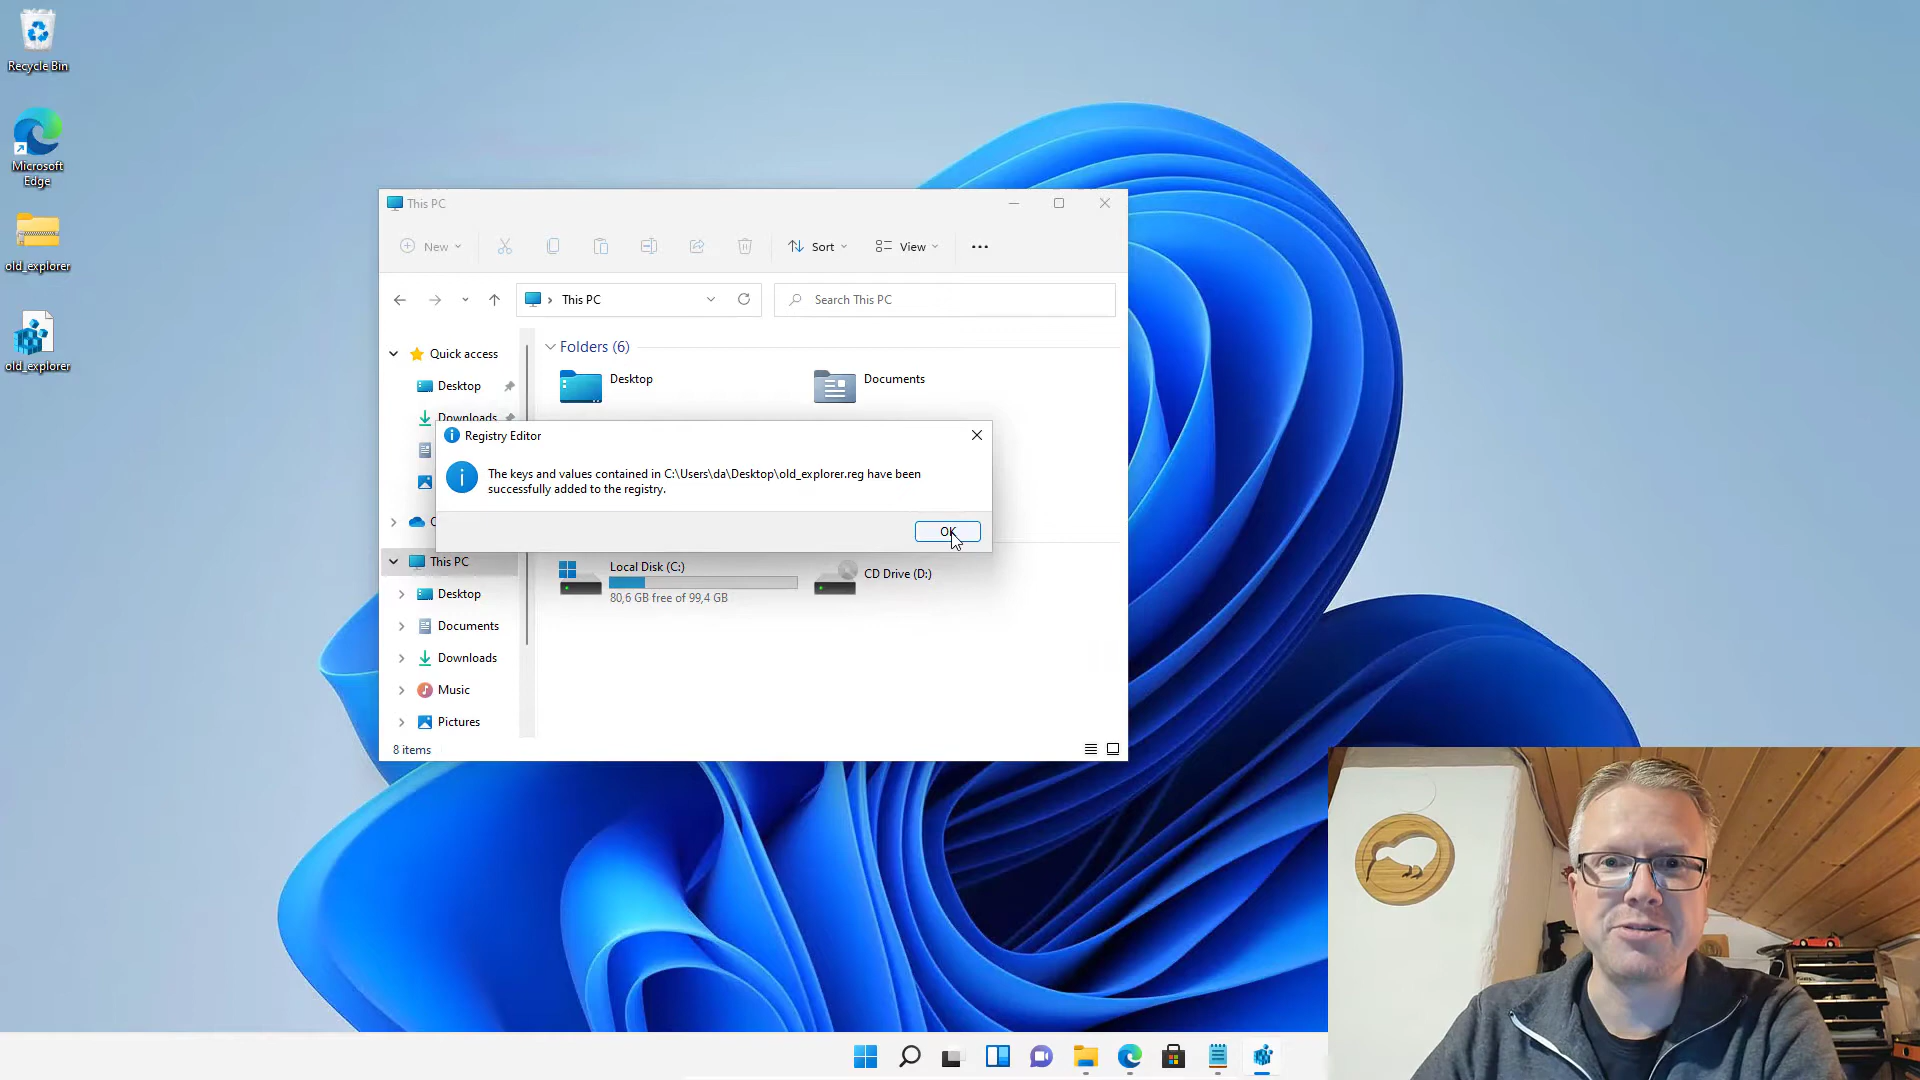 Recycle Bin
Microsoft
Edge
old_explorer
old_explorer
This PC
New
Sort
View
This PC
Search This PC
Quick access
Desktop
Downloads
This PC
Desktop
Documents
Downloads
Music
Pictures
8 items
Folders (6)
Desktop
Documents
Registry Editor
The keys and values contained in C:\Users\da\Desktop\old_explorer.reg have been
successfully added to the registry.
OK
Local Disk (C:)
80,6 GB free of 99,4 GB
CD Drive (D:)